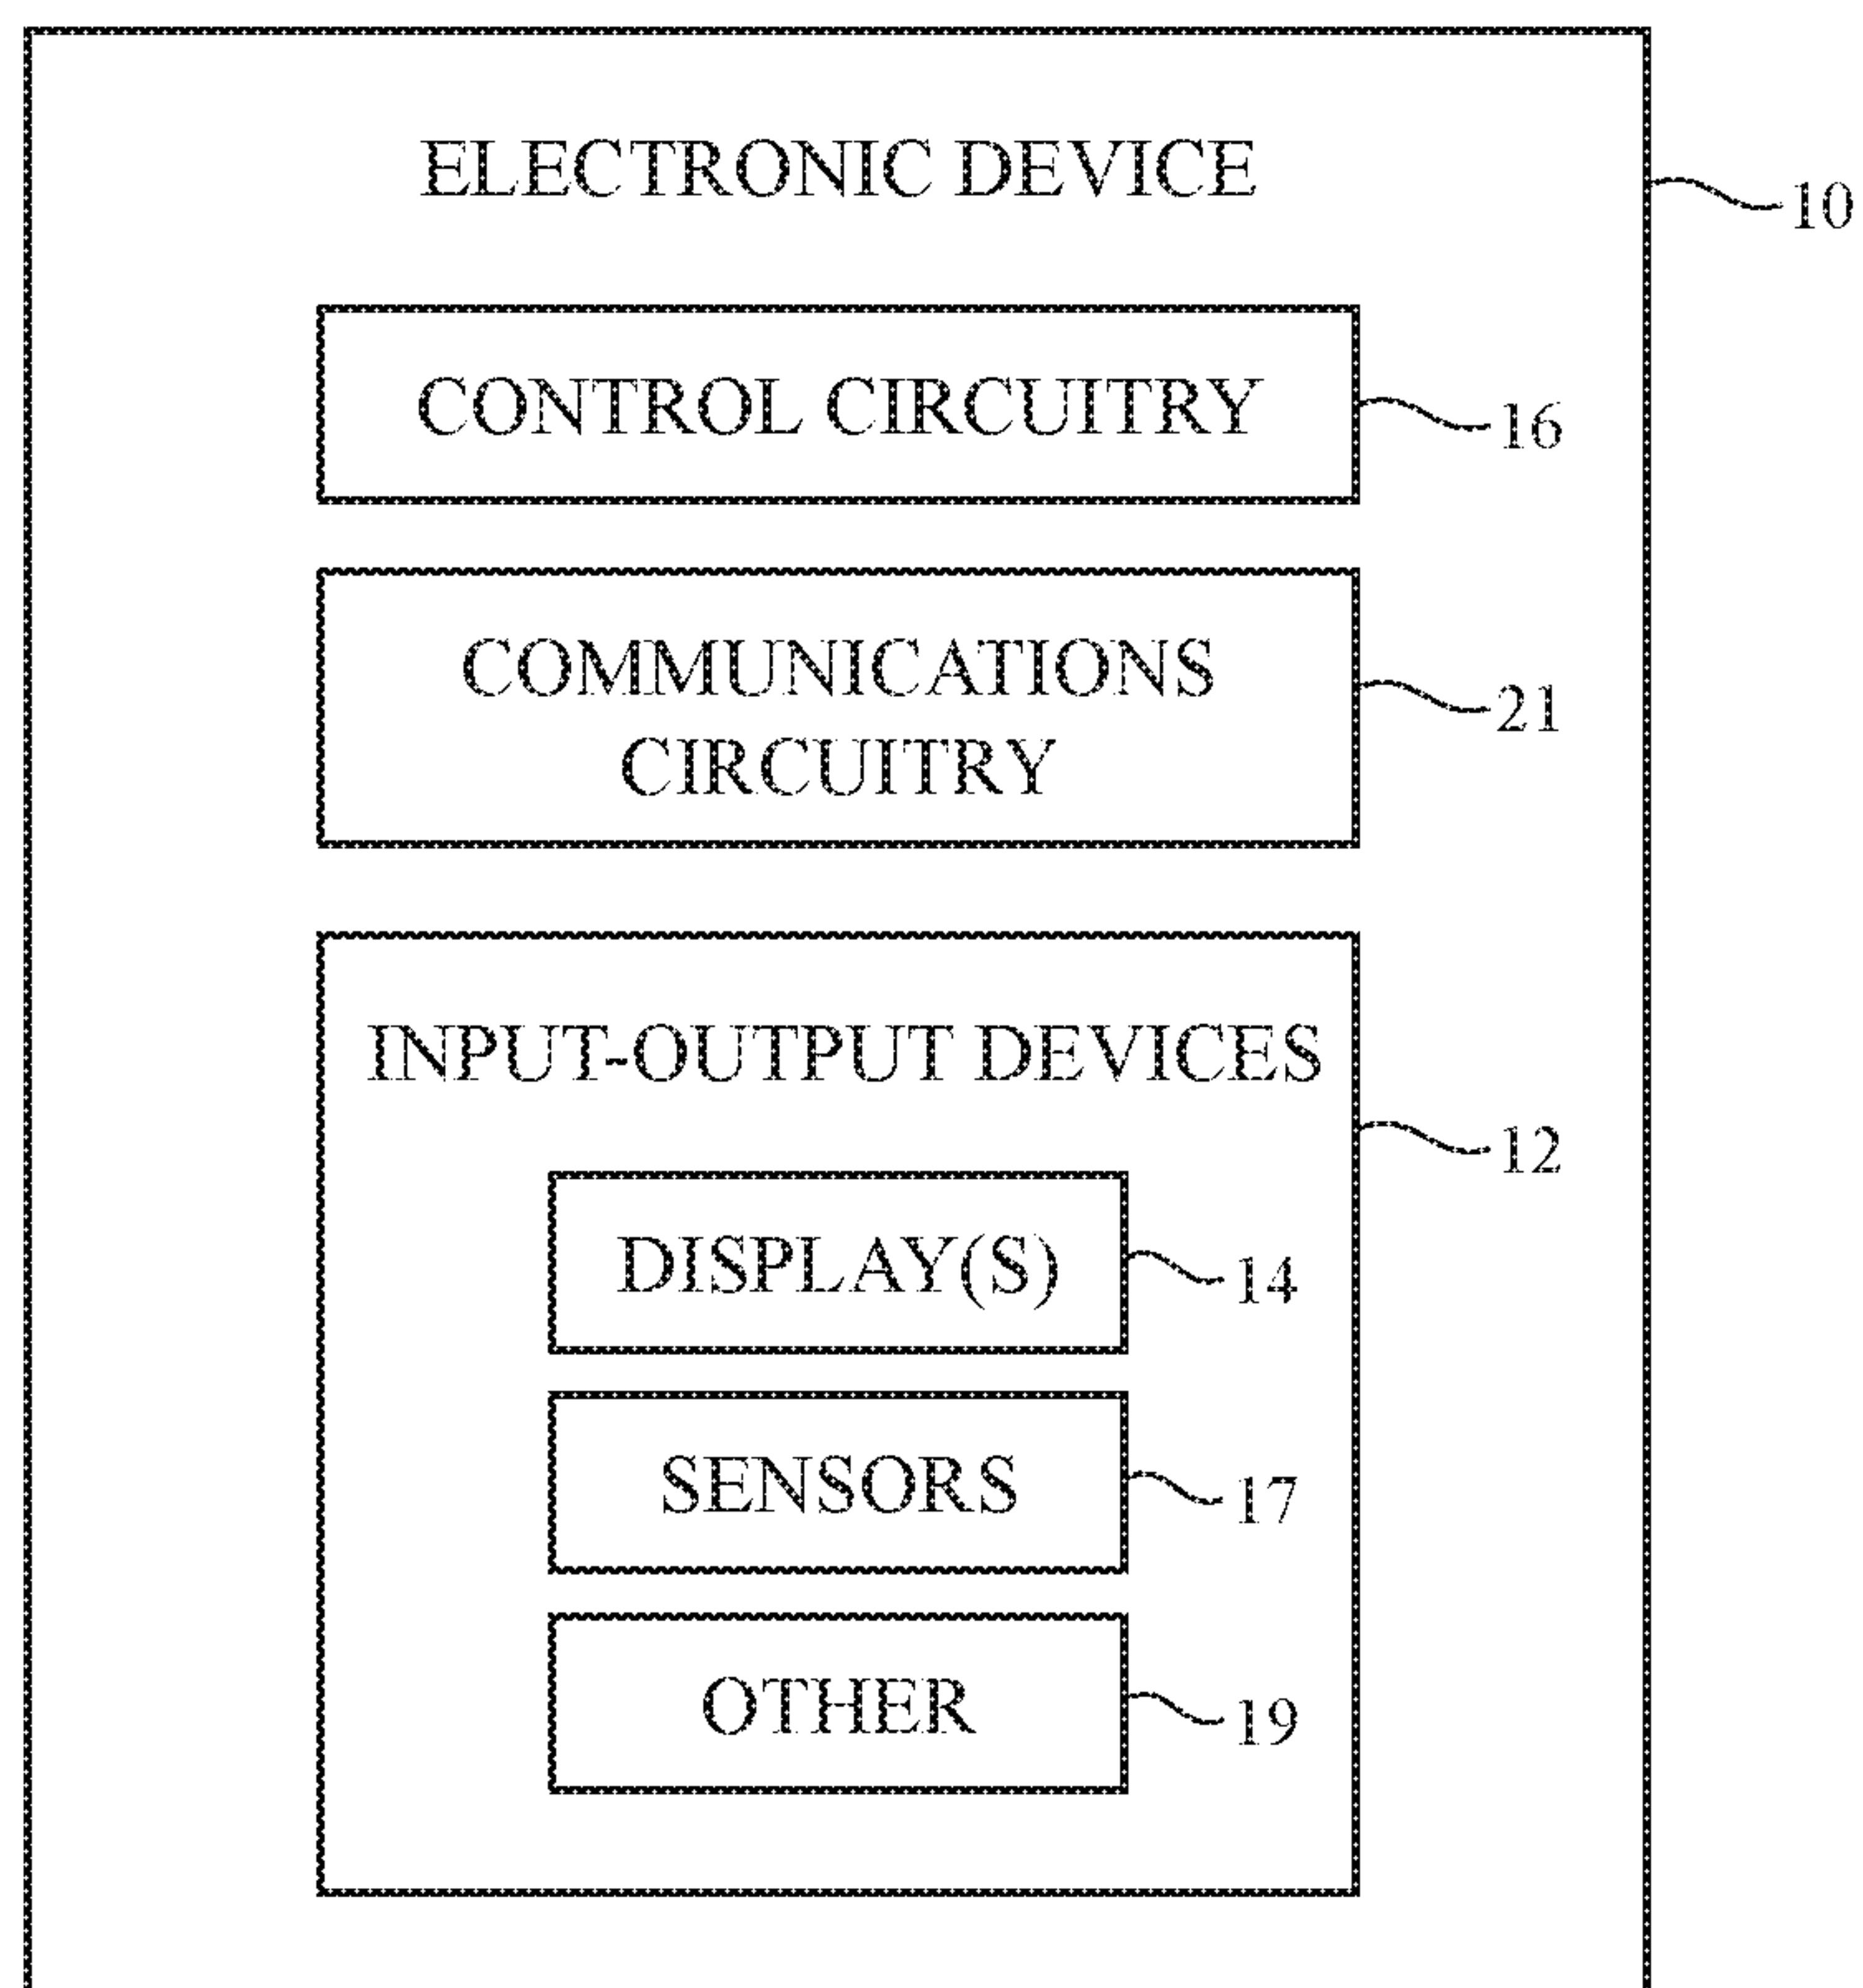 ELECTRONIC DEVICE
10
CONTROL CIRCUITRY
16
COMMUNICATIONS
CIRCUITRY
21
INPUT-OUTPUT DEVICES
12
DISPLAY(S)
14
SENSORS
17
OTHER
19